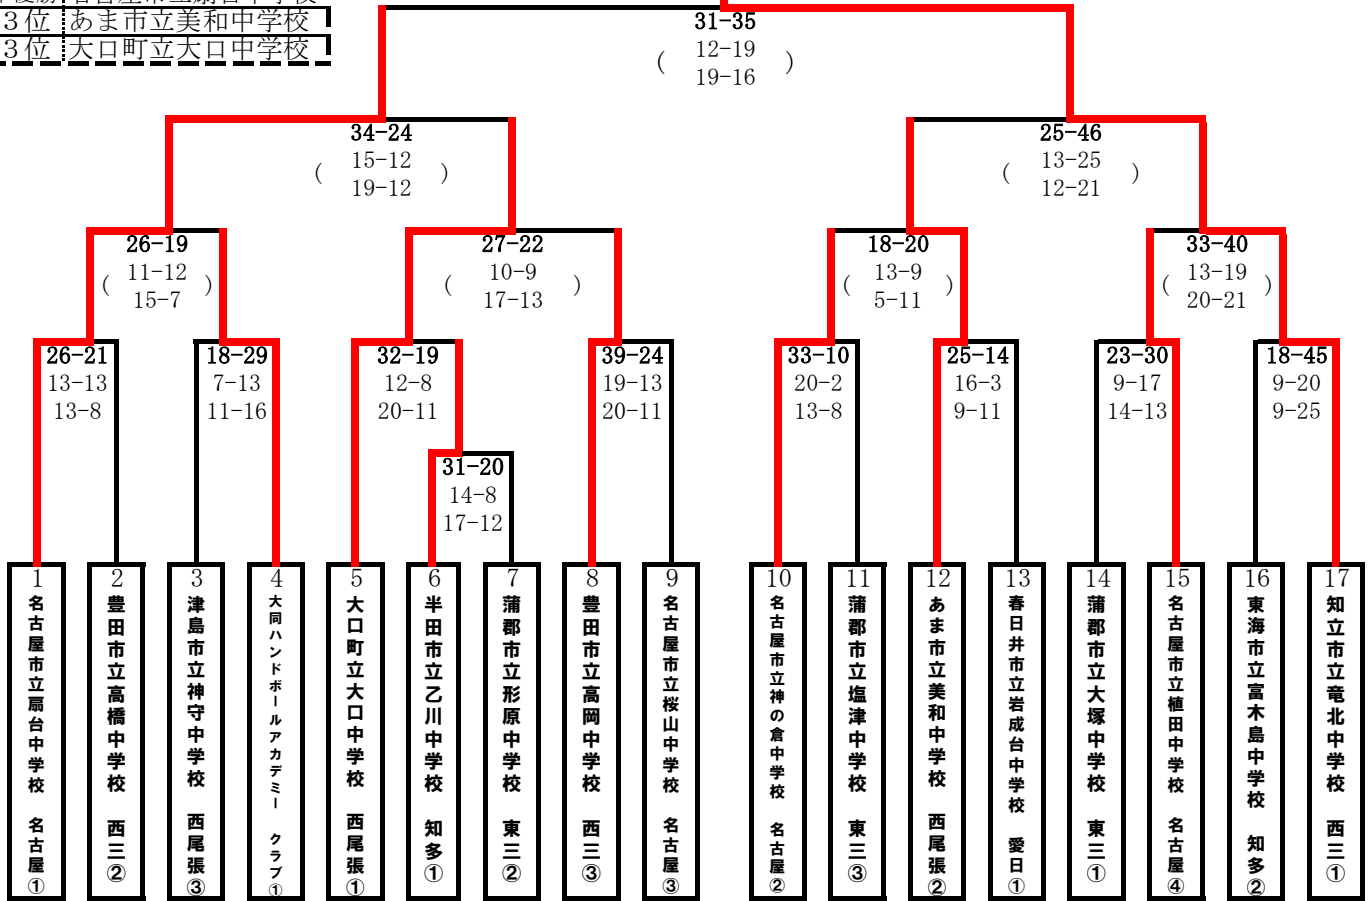 3位 あま市立美和中学校
3位 大口町立大口中学校
31-35
( 12-19 )
19-16
34-24
( 15-12 )
19-12
25-46
( 13-25 )
12-21
26-19
( 11-12 )
15-7
27-22
( 10-9 )
17-13
18-20
( 13-9 )
5-11
33-40
( 13-19 )
20-21
26-21
13-13
13-8
18-29
7-13
11-16
32-19
12-8
20-11
39-24
19-13
20-11
33-10
20-2
13-8
25-14
16-3
9-11
23-30
9-17
14-13
18-45
9-20
9-25
31-20
14-8
17-12
1
名古屋市立扇台中学校 名古屋①
2
豊田市立高橋中学校 西三②
3
津島市立神守中学校 西尾張③
4
大同ハンドボールアカデミー クラブ①
5
大口町立大口中学校 西尾張①
6
半田市立乙川中学校 知多①
7
蒲郡市立形原中学校 東三②
8
豊田市立高岡中学校 西三③
9
名古屋市立桜山中学校 名古屋③
10
名古屋市立神の倉中学校 名古屋②
11
蒲郡市立塩津中学校 東三③
12
あま市立美和中学校 西尾張②
13
春日井市立岩成台中学校 愛日①
14
蒲郡市立大塚中学校 東三①
15
名古屋市立植田中学校 名古屋④
16
東海市立富木島中学校 知多②
17
知立市立竜北中学校 西三①